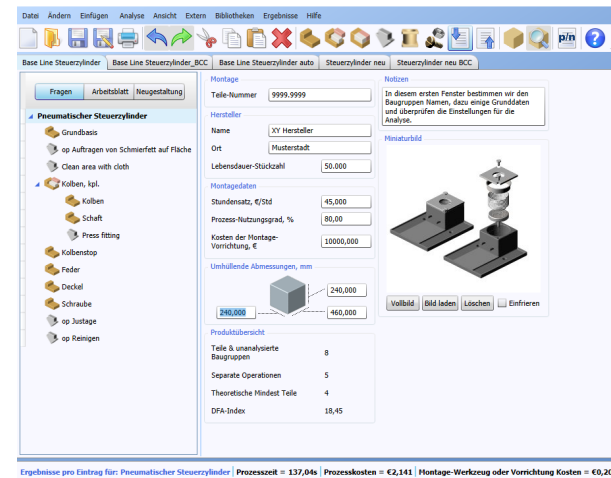 Datei Ändern Einfügen Analyse Ansicht Extern Bibliotheken Ergebnisse Hilfe
p/n
?
Base Line Steuerzylinder Base Line Steuerzylinder_BCC Base Line Steuerzylinder auto Steuerzylinder neu Steuerzylinder neu BCC
Fragen Arbeitsblatt Neugestaltung
Pneumatischer Steuerzylinder
Grundbasis
op Auftragen von Schmierfett auf Fläche
Clean area with cloth
Kolben, kpl.
Kolben
Schaft
Press fitting
Kolbenstop
Feder
Deckel
Schraube
op Justage
op Reinigen
Montage
Teile-Nummer 9999.9999
Hersteller
Name XY Hersteller
Ort Musterstadt
Lebensdauer-Stückzahl 50.000
Montagedaten
Stundensatz, €/Std 45,000
Prozess-Nutzungsgrad, % 80,00
Kosten der Montage-
Vorrichtung, € 10000,000
Umhüllende Abmessungen, mm
240,000
240,000 460,000
Produktübersicht
Teile & unanalysierte
Baugruppen 8
Separate Operationen 5
Theoretische Mindest Teile 4
DFA-Index 18,45
Notizen
In diesem ersten Fenster bestimmen wir den
Baugruppen Namen, dazu einige Grunddaten
und überprüfen die Einstellungen für die
Analyse.
Miniaturbild
Vollbild Bild laden Löschen Einfrieren
Ergebnisse pro Eintrag für: Pneumatischer Steuerzylinder Prozesszeit = 137,04s Prozesskosten = €2,141 Montage-Werkzeug oder Vorrichtung Kosten = €0,20